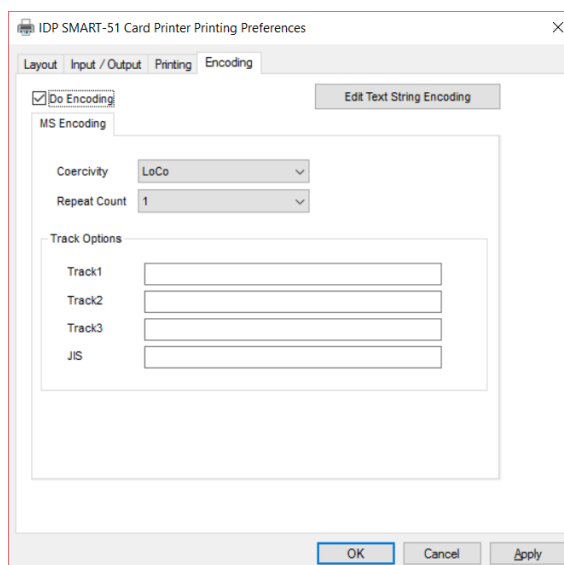 IDP SMART-51 Card Printer Printing Preferences
Layout Input / Output Printing Encoding
Do Encoding Edit Text String Encoding
MS Encoding
Coercivity LoCo
Repeat Count 1
Track Options
Track1
Track2
Track3
JIS
OK Cancel Apply